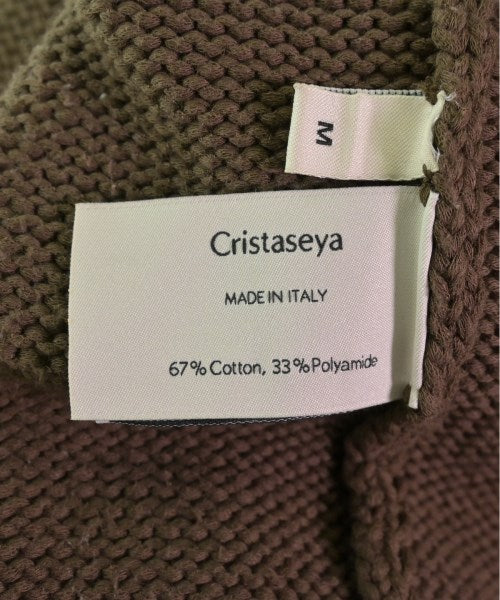 M
Cristaseya
MADE IN ITALY
67% Cotton, 33% Polyamide